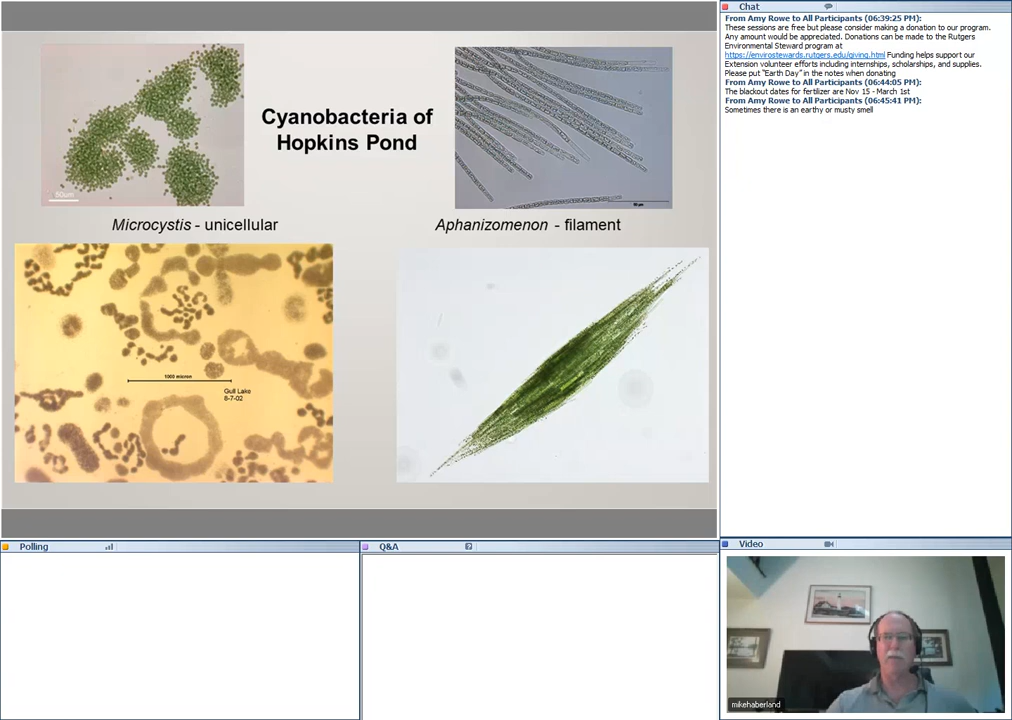 Cyanobacteria of
Hopkins Pond
50µm
Microcystis - unicellular
Aphanizomenon - filament
1000 micron
Gull Lake
8-7-02
Chat
From Amy Rowe to All Participants (06:39:25 PM):
These sessions are free but please consider making a donation to our program.
Any amount would be appreciated. Donations can be made to the Rutgers
Environmental Steward program at
https://envirostewards.rutgers.edu/giving.html Funding helps support our
Extension volunteer efforts including internships, scholarships, and supplies.
Please put "Earth Day" in the notes when donating
From Amy Rowe to All Participants (06:44:05 PM):
The blackout dates for fertilizer are Nov 15 - March 1st
From Amy Rowe to All Participants (06:45:41 PM):
Sometimes there is an earthy or musty smell
Polling
Q&A
Video
mikehaberland